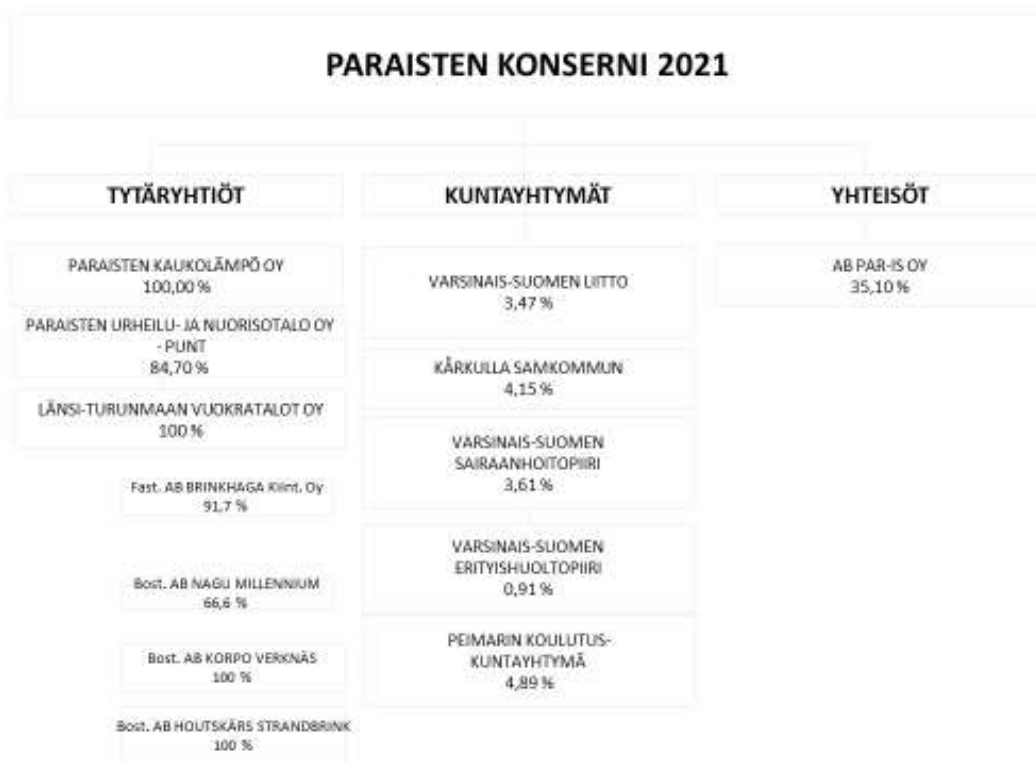 PARAISTEN KONSERNI 2021
TYTÄRYHTIÖT
PARAISTEN KAUKOLÄMPÖ OY
100,00 %
PARAISTEN URHEILU- JA NUORISOTALO OY
- PUNT
84,70 %
LÄNSI-TURUNMAAN VUOKRATALOT OY
100 %
Fast. AB BRINKHAGA Kiint. Oy
91,7 %
Bost. AB NAGU MILLENNIUM
66,6 %
Bost. AB KORPO VERKNÄS
100 %
Bost. AB HOUTSKÄRS STRANDBRINK
100 %
KUNTAYHTYMÄT
VARSINAIS-SUOMEN LIITTO
3,47 %
KÅRKULLA SAMKOMMUN
4,15 %
VARSINAIS-SUOMEN
SAIRAANHOITOPIIRI
3,61 %
VARSINAIS-SUOMEN
ERITYISHUOLTOPIIRI
0,91 %
PEIMARIN KOULUTUS-
KUNTAYHTYMÄ
4,89 %
YHTEISÖT
AB PAR-IS OY
35,10 %